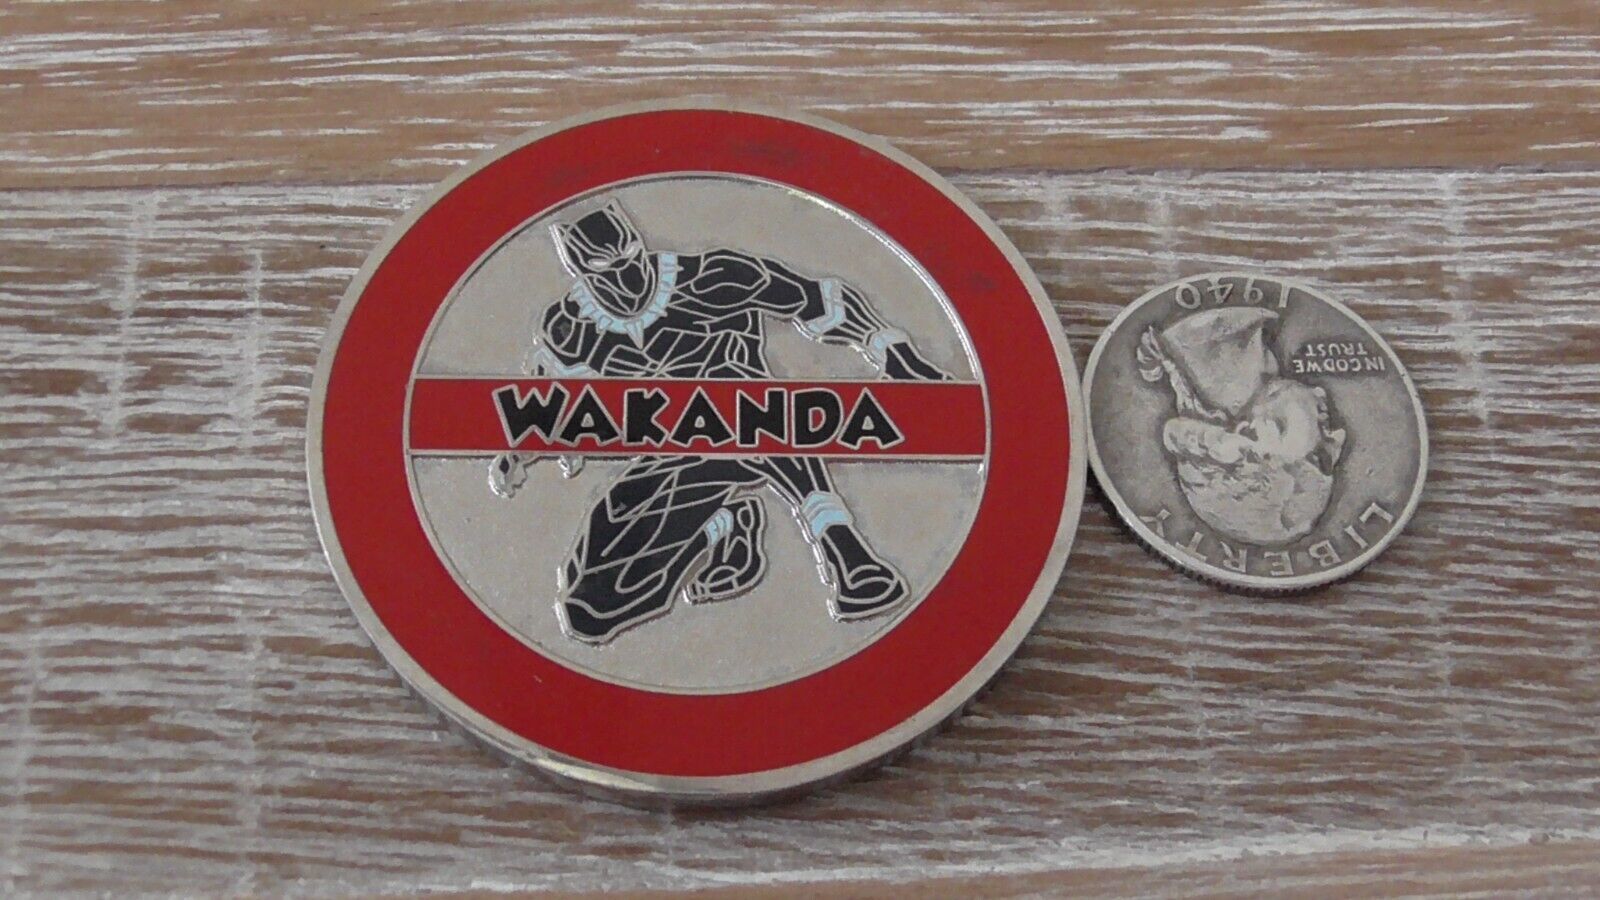 WAKANDA
LIBERTY
IN GOD WE
TRUST
1940